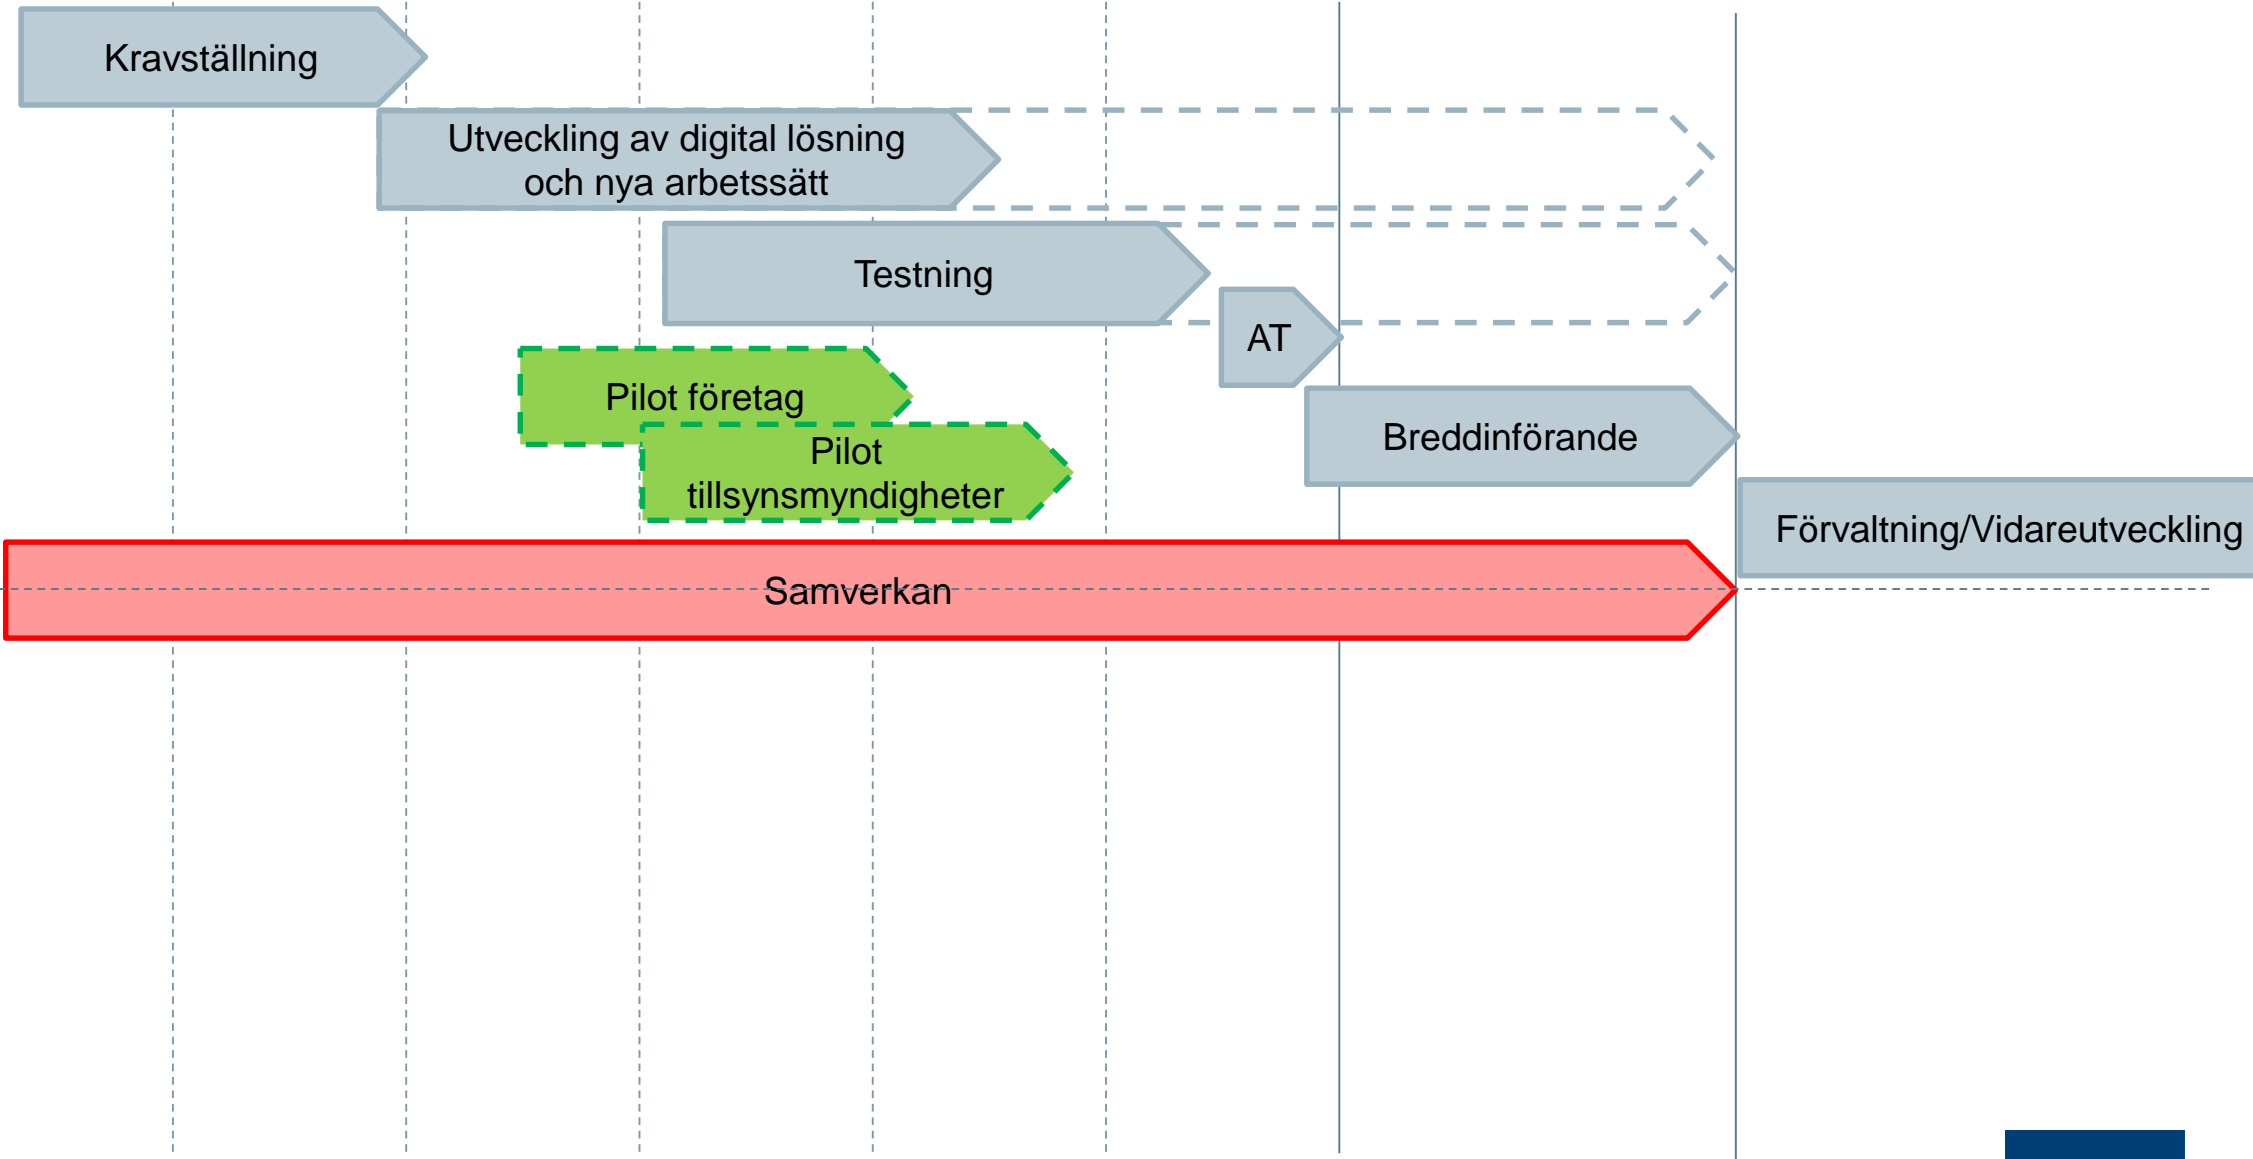 Kravställning
Utveckling av digital lösning
och nya arbetssätt
Testning
AT
Pilot företag
Breddinförande
Pilot
tillsynsmyndigheter
Förvaltning/Vidareutveckling
Samverkan